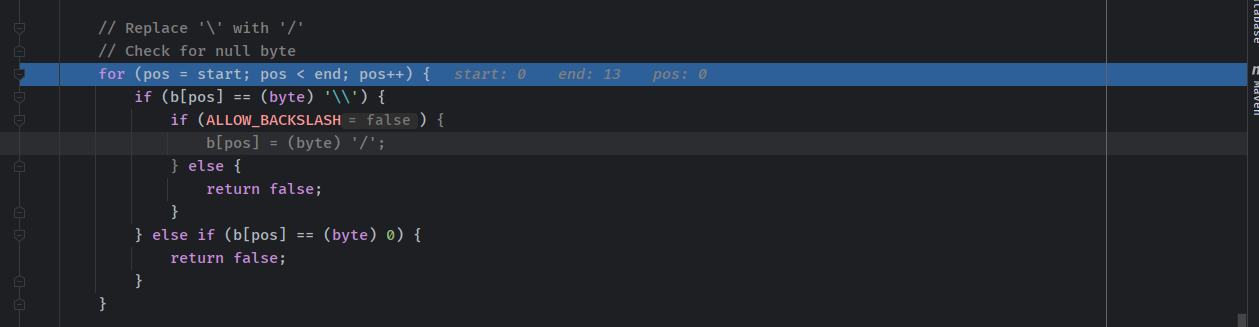 // Replace '\' with '/'
// Check for null byte
for (pos = start; pos < end; pos++) {   start: 0    end: 13    pos: 0
    if (b[pos] == (byte) '\\') {
        if (ALLOW_BACKSLASH = false ) {
            b[pos] = (byte) '/';
        } else {
            return false;
        }
    } else if (b[pos] == (byte) 0) {
        return false;
    }
}
tabase
m
Maven